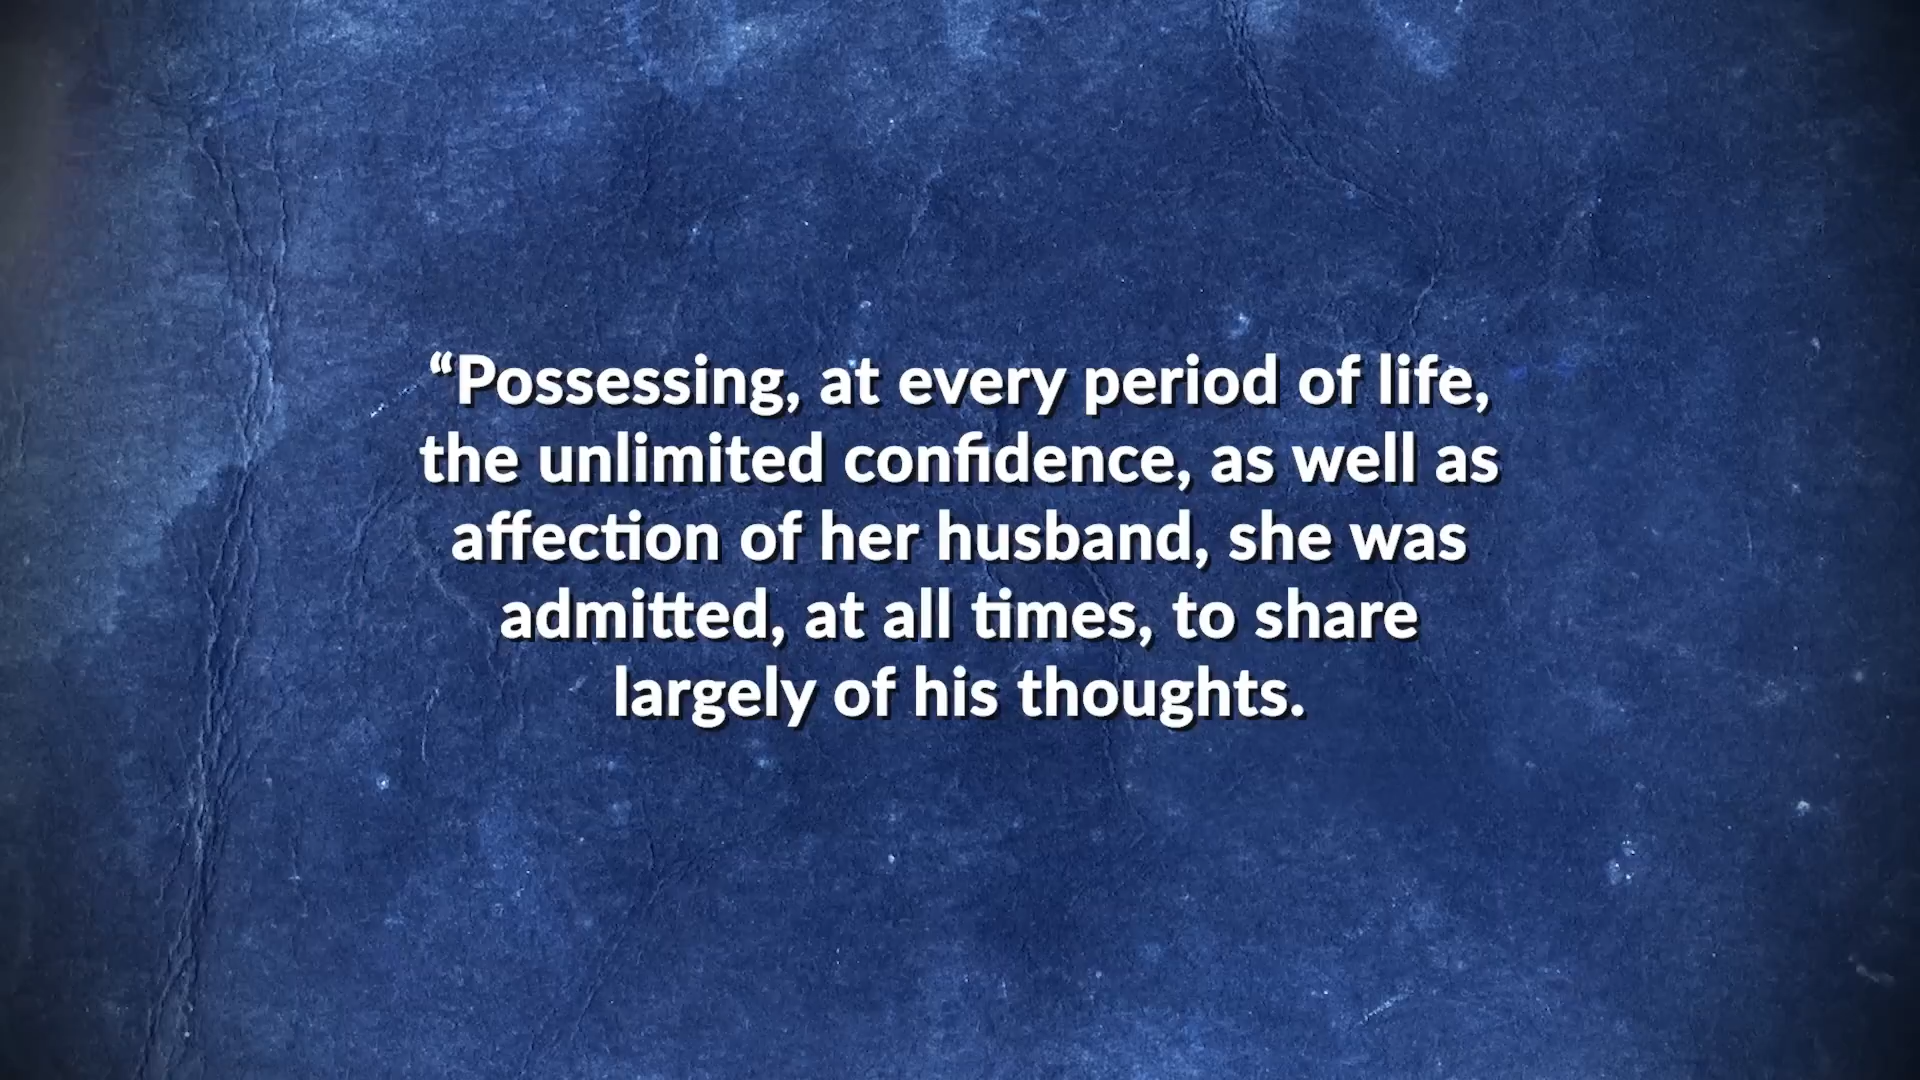 “Possessing, at every period of life,
the unlimited confidence, as well as
affection of her husband, she was
admitted, at all times, to share
largely of his thoughts.